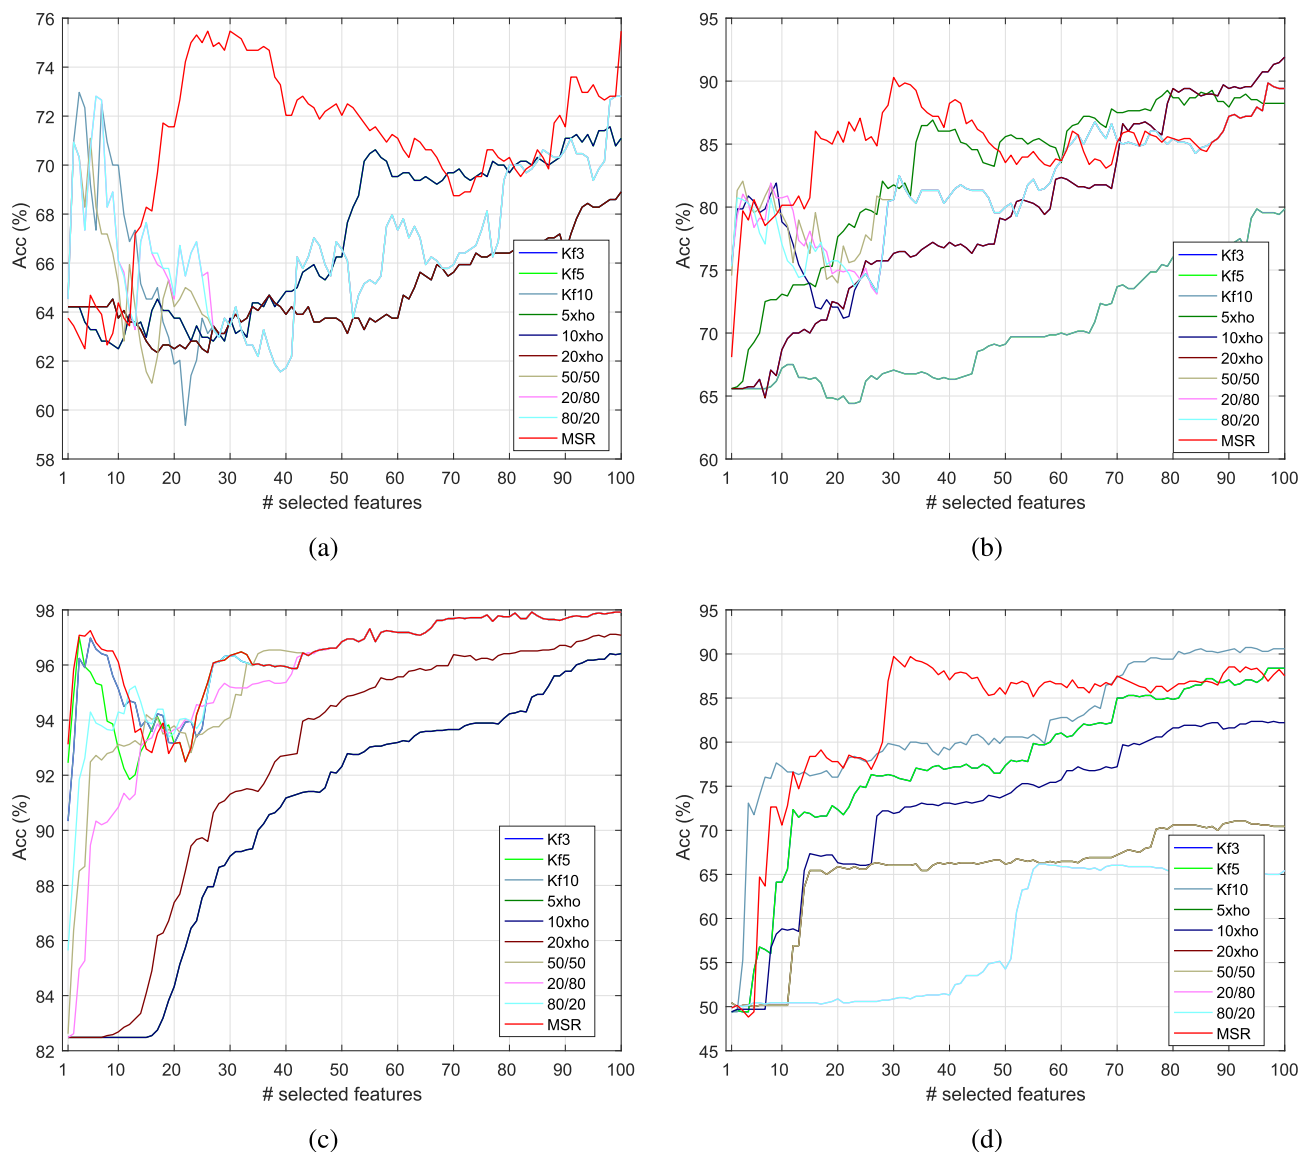 76
74
72
70
68
66
64
62
60
58
Acc (%)
1 10 20 30 40 50 60 70 80 90 100
# selected features
Kf3
Kf5
Kf10
5xho
10xho
20xho
50/50
20/80
80/20
MSR
(a)
95
90
85
80
75
70
65
60
Acc (%)
1 10 20 30 40 50 60 70 80 90 100
# selected features
Kf3
Kf5
Kf10
5xho
10xho
20xho
50/50
20/80
80/20
MSR
(b)
98
96
94
92
90
88
86
84
82
Acc (%)
1 10 20 30 40 50 60 70 80 90 100
# selected features
Kf3
Kf5
Kf10
5xho
10xho
20xho
50/50
20/80
80/20
MSR
(c)
95
90
85
80
75
70
65
60
55
50
45
Acc (%)
1 10 20 30 40 50 60 70 80 90 100
# selected features
Kf3
Kf5
Kf10
5xho
10xho
20xho
50/50
20/80
80/20
MSR
(d)